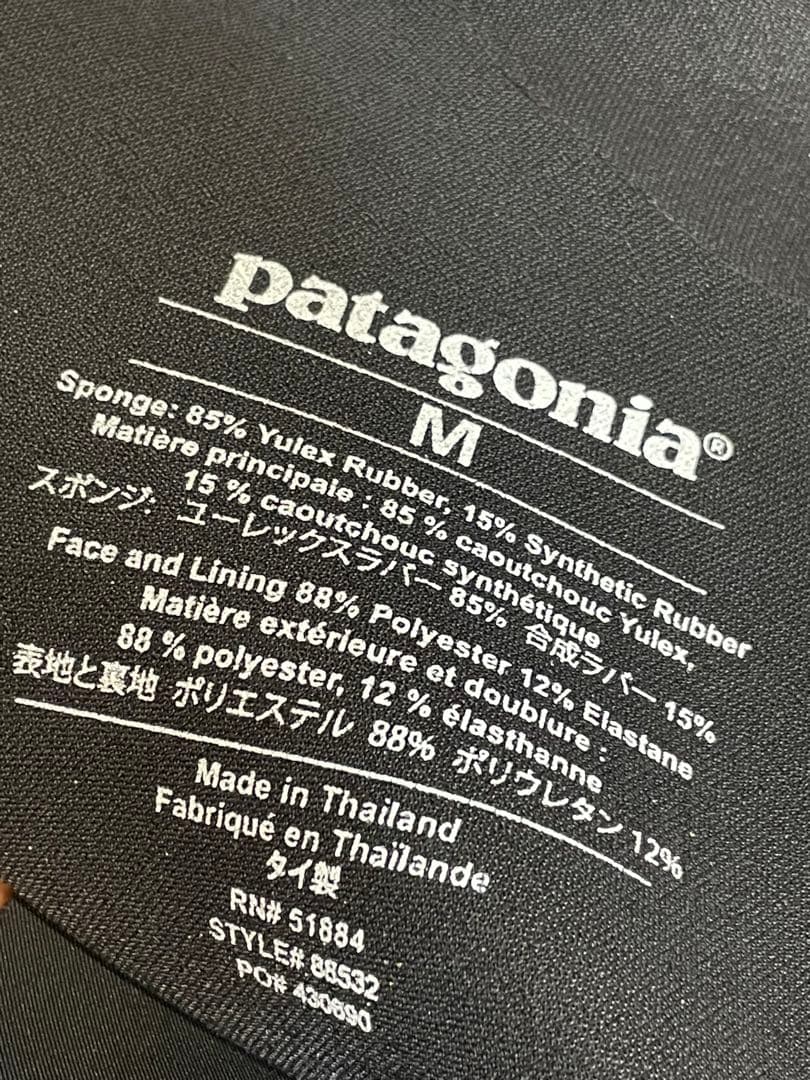 patagonia®
M
Sponge: 85% Yulex Rubber, 15% Synthetic Rubber
Matière principale : 85 % caoutchouc Yulex,
15 % caoutchouc synthétique
スポンジ: ユーレックスラバー 85% 合成ラバー 15%
Face and Lining 88% Polyester 12% Elastane
Matière extérieure et doublure :
88 % polyester, 12 % élasthanne
表地と裏地 ポリエステル 88% ポリウレタン 12%
Made in Thailand
Fabriqué en Thaïlande
タイ製
RN# 51884
STYLE# 88532
PO# 430690